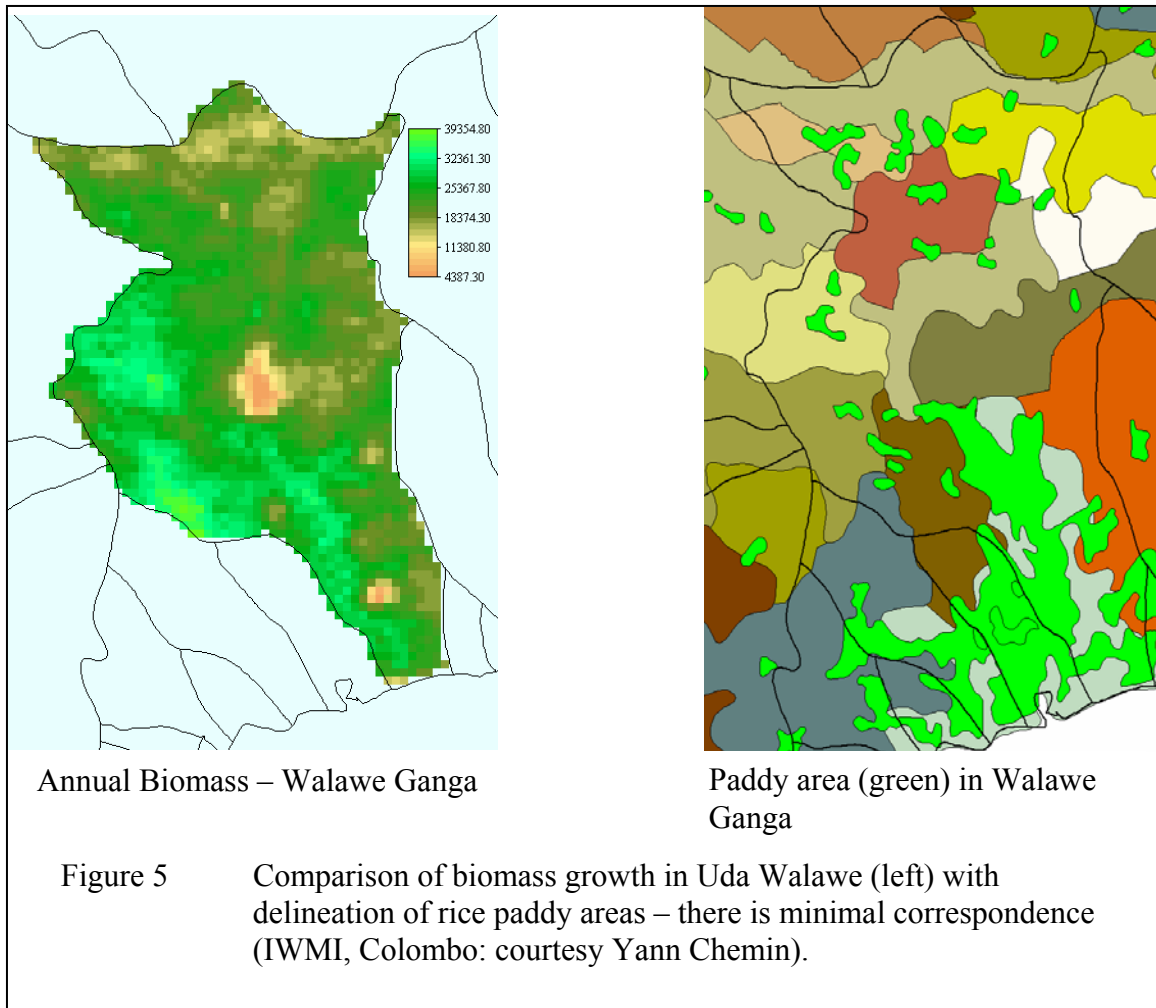 39354.80
32361.30
25367.80
18374.30
11380.80
4387.30
Annual Biomass – Walawe Ganga
Paddy area (green) in Walawe
Ganga
Figure 5 Comparison of biomass growth in Uda Walawe (left) with
delineation of rice paddy areas – there is minimal correspondence
(IWMI, Colombo: courtesy Yann Chemin).